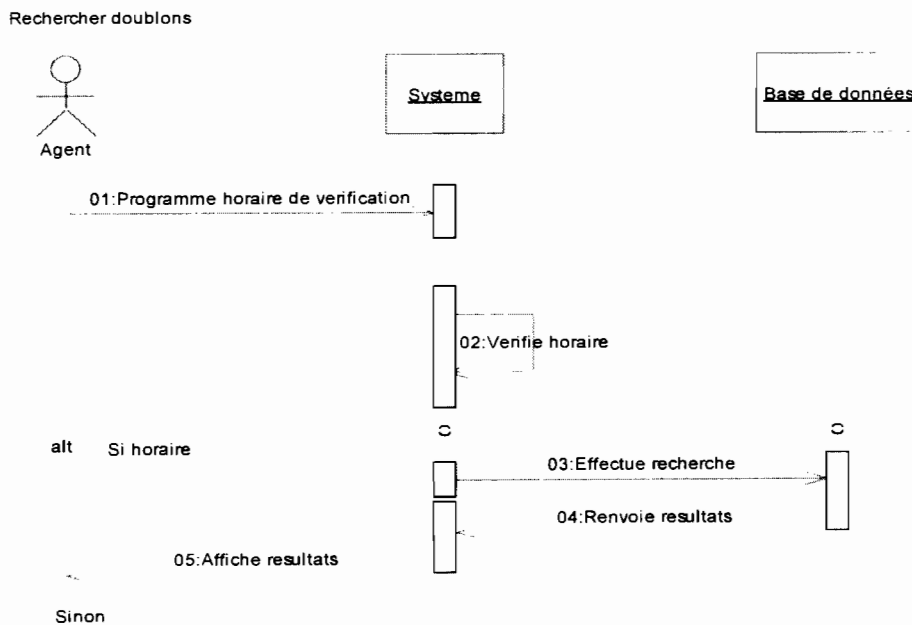 Rechercher doublons
Systeme
Base de données
Agent
01:Programme horaire de verification
02:Verifie horaire
alt Si horaire
03:Effectue recherche
04:Renvoie resultats
05:Affiche resultats
Sinon